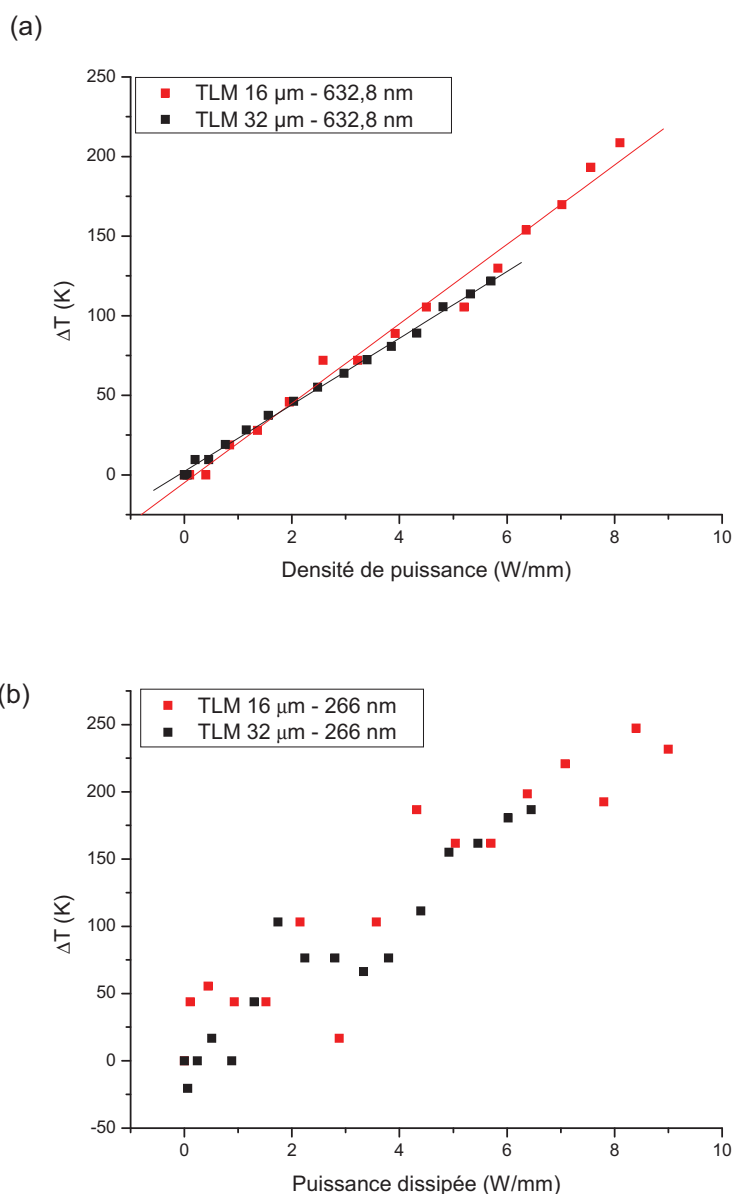 (a)
250
200
150
100
50
0
ΔT (K)
TLM 16 µm - 632,8 nm
TLM 32 µm - 632,8 nm
0 2 4 6 8 10
Densité de puissance (W/mm)
(b)
250
200
150
100
50
0
-50
ΔT (K)
TLM 16 µm - 266 nm
TLM 32 µm - 266 nm
0 2 4 6 8 10
Puissance dissipée (W/mm)